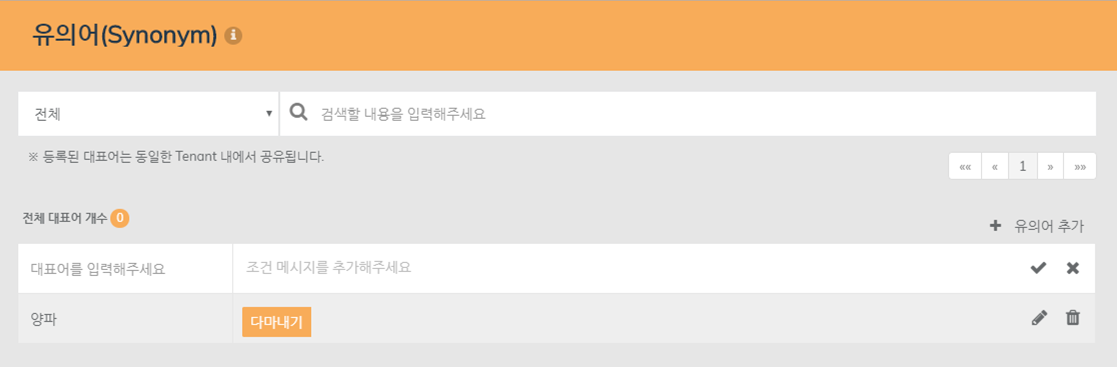 유의어(Synonym)
전체
검색할 내용을 입력해주세요
※ 등록된 대표어는 동일한 Tenant 내에서 공유됩니다.
«« « 1 » »»
전체 대표어 개수 0
+ 유의어 추가
대표어를 입력해주세요 조건 메시지를 추가해주세요
양파 다마내기